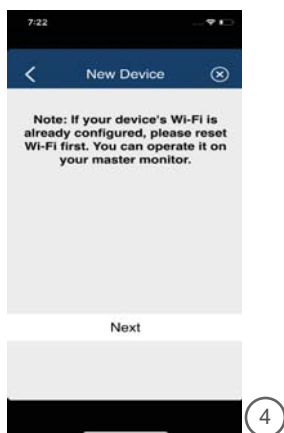 7:22
New Device
Note: If your device's Wi-Fi is
already configured, please reset
Wi-Fi first. You can operate it on
your master monitor.
Next
4